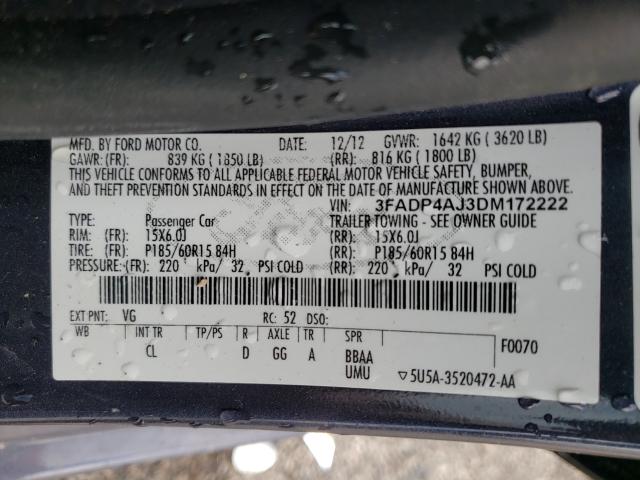 MFD. BY FORD MOTOR CO. DATE: 12/12 GVWR: 1642 KG ( 3620 LB)
GAWR: (FR): 839 KG ( 1850 LB) (RR): 816 KG ( 1800 LB)
THIS VEHICLE CONFORMS TO ALL APPLICABLE FEDERAL MOTOR VEHICLE SAFETY, BUMPER,
AND THEFT PREVENTION STANDARDS IN EFFECT ON THE DATE OF MANUFACTURE SHOWN ABOVE.
VIN: 3FADP4AJ3DM172222
TYPE: Passenger Car TRAILER TOWING - SEE OWNER GUIDE
RIM: (FR): 15X6.0J (RR): 15X6.0J
TIRE: (FR): P185/60R15 84H (RR): P185/60R15 84H
PRESSURE: (FR): 220 kPa/ 32 PSI COLD (RR): 220 kPa/ 32 PSI COLD
EXT PNT: VG RC: 52 DSO:
WB INT TR TP/PS R AXLE TR SPR F0070
CL D GG A BBAA
UMU ▽5U5A-3520472-AA